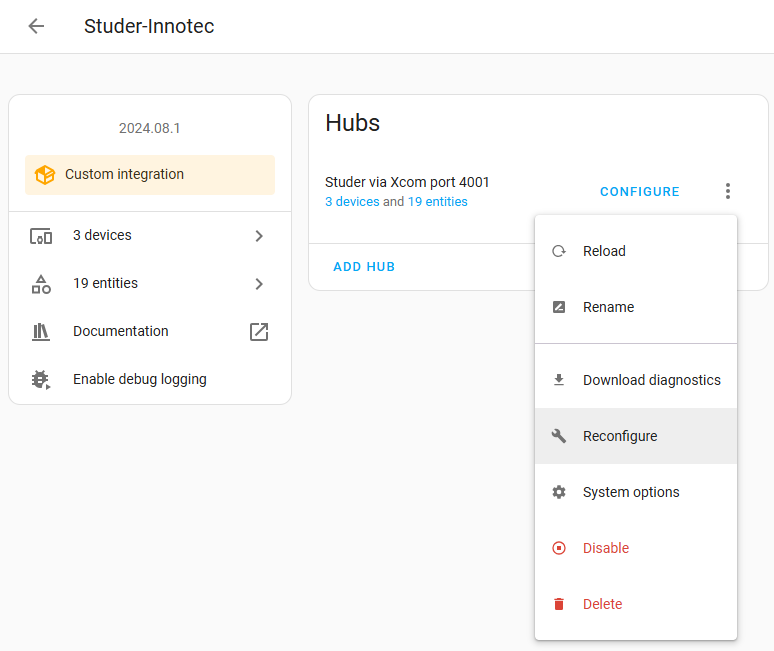 Studer-Innotec
2024.08.1
Custom integration
3 devices
19 entities
Documentation
Enable debug logging
Hubs
Studer via Xcom port 4001
3 devices and 19 entities
CONFIGURE
ADD HUB
Reload
Rename
Download diagnostics
Reconfigure
System options
Disable
Delete